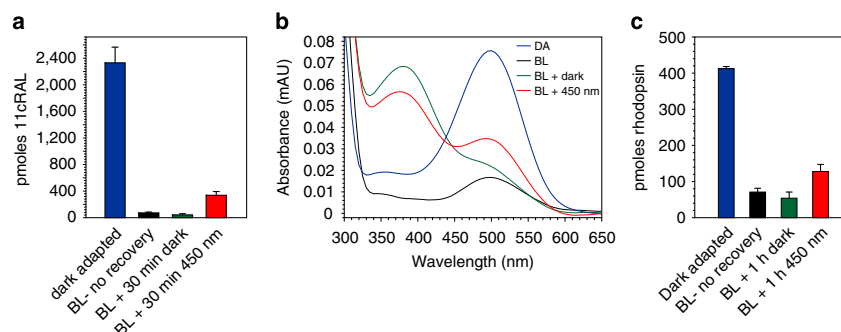 a
pmoles 11cRAL
2,400
2,000
1,600
1,200
800
400
0
dark adapted
BL- no recovery
BL + 30 min dark
BL + 30 min 450 nm
b
Absorbance (mAU)
0.08
0.07
0.06
0.05
0.04
0.03
0.02
0.01
0
300 350 400 450 500 550 600 650
Wavelength (nm)
DA
BL
BL + dark
BL + 450 nm
c
pmoles rhodopsin
500
400
300
200
100
0
Dark adapted
BL- no recovery
BL + 1 h dark
BL + 1 h 450 nm